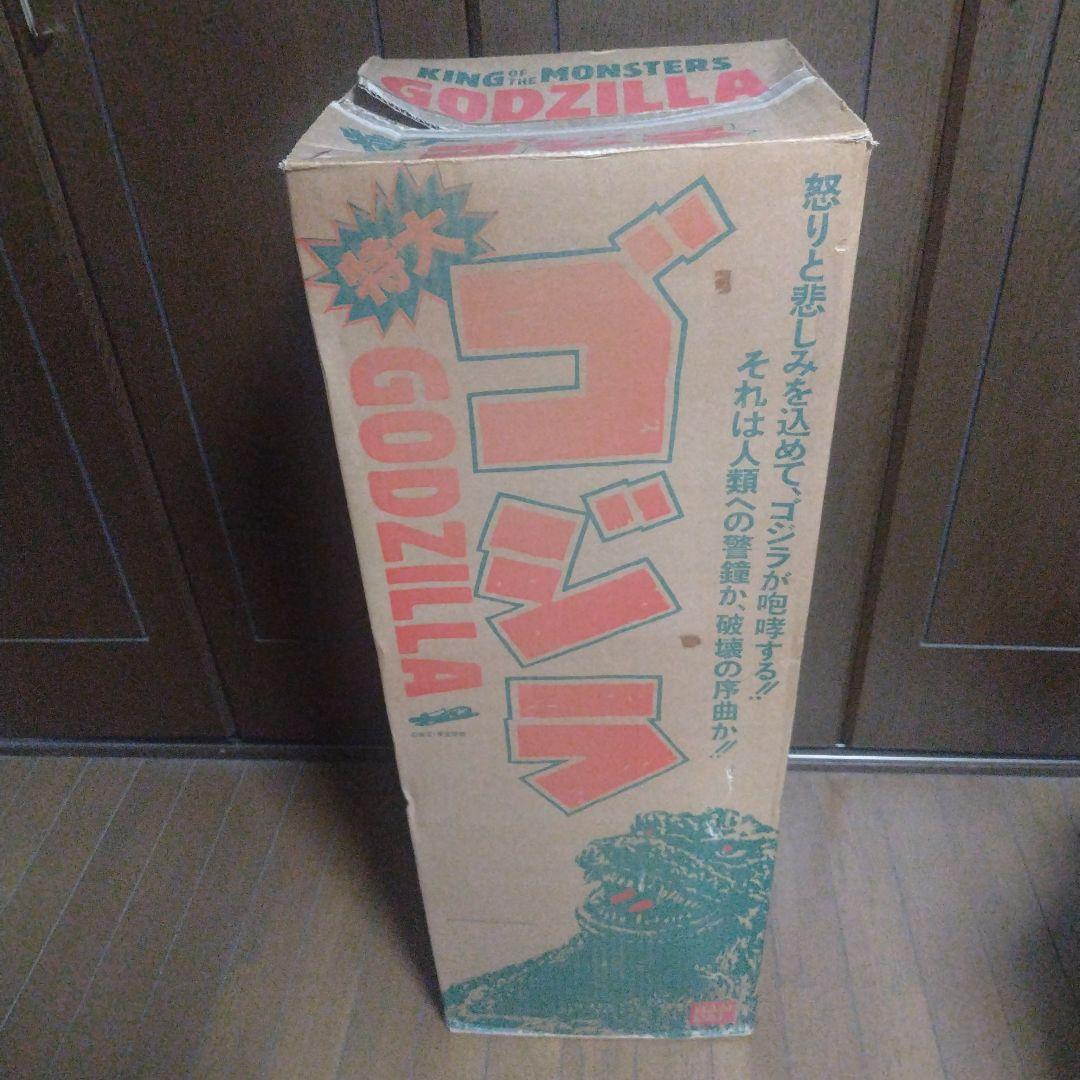 KING OF THE MONSTERS
GODZILLA
怒りと悲しみを込めて、ゴジラが咆哮する!!
それは人類への警鐘か、破壊の序曲か!!
特大
ゴジラ
GODZILLA